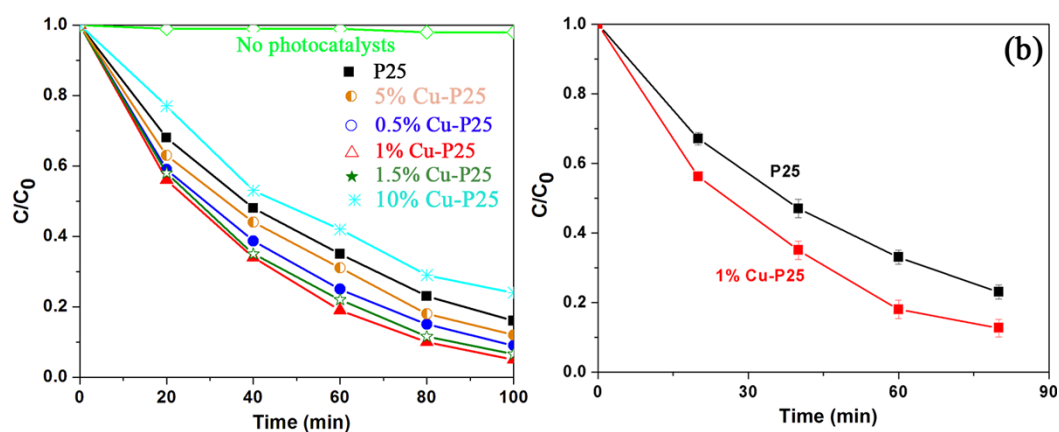 1.0
0.8
0.6
0.4
0.2
0.0
C/C0
No photocatalysts
P25
5% Cu-P25
0.5% Cu-P25
1% Cu-P25
1.5% Cu-P25
10% Cu-P25
0 20 40 60 80 100
Time (min)
(b)
1.0
0.8
0.6
0.4
0.2
0.0
C/C0
P25
1% Cu-P25
0 30 60 90
Time (min)